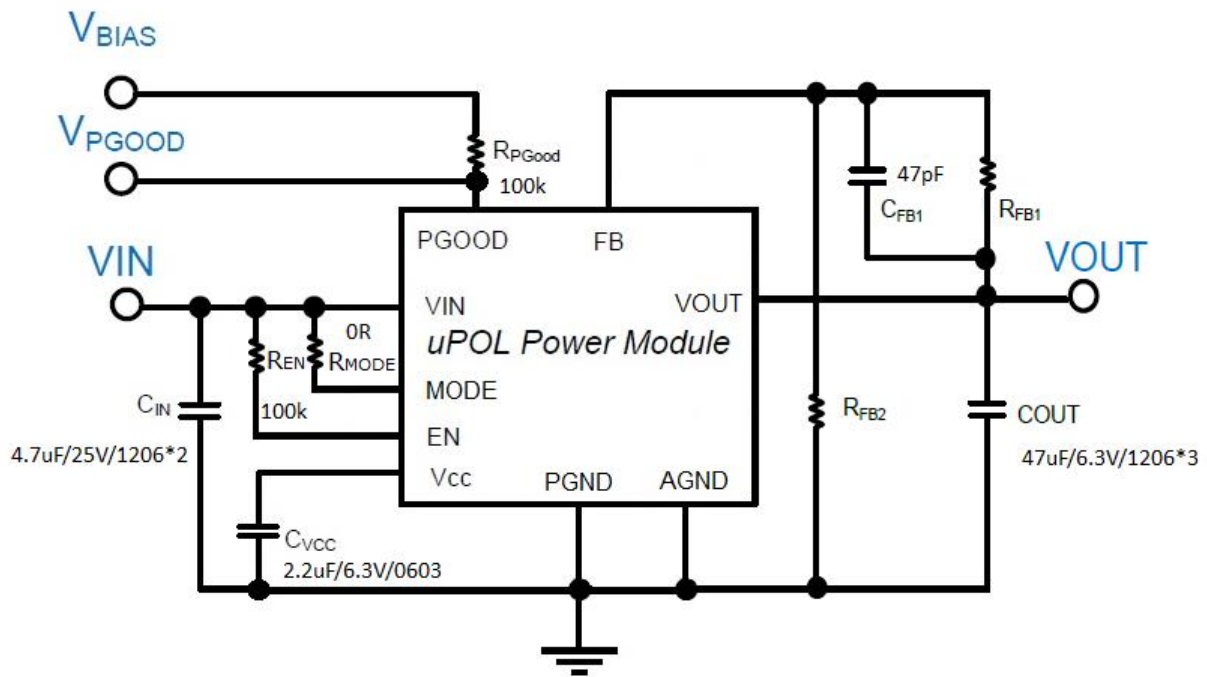 VBIAS
VPGOOD
RPGood
100k
47pF
CFB1
RFB1
PGOOD
FB
VIN
VOUT
VIN
VOUT
0R
uPOL Power Module
REN
RMODE
MODE
CIN
100k
RFB2
COUT
EN
4.7uF/25V/1206*2
47uF/6.3V/1206*3
Vcc
PGND
AGND
CVCC
2.2uF/6.3V/0603